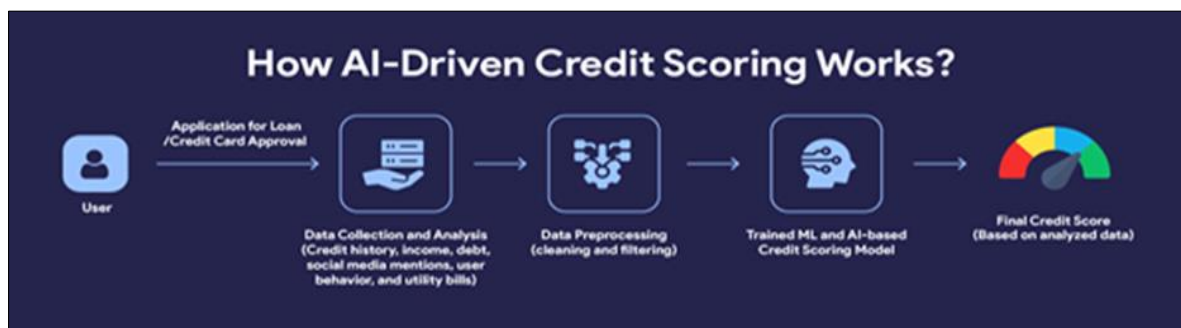 How AI-Driven Credit Scoring Works?
Application for Loan
/Credit Card Approval
User
Data Collection and Analysis
(Credit history, income, debt,
social media mentions, user
behavior, and utility bills)
Data Preprocessing
(cleaning and filtering)
Trained ML and AI-based
Credit Scoring Model
Final Credit Score
(Based on analyzed data)